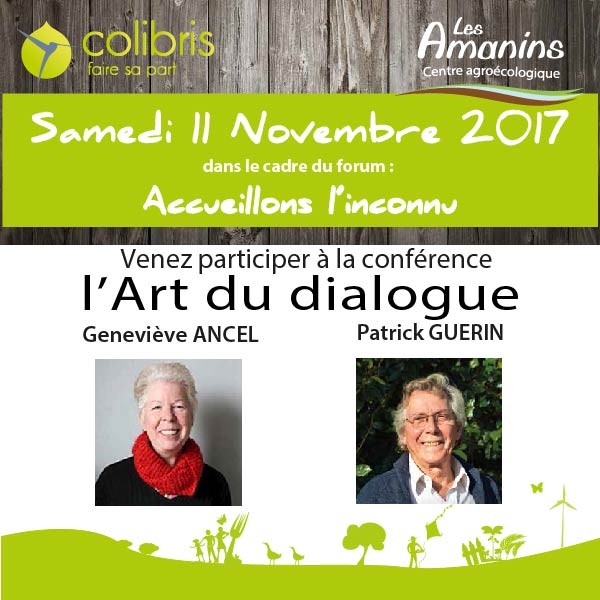 colibris
faire sa part
Les
Amanins
Centre agroécologique
Samedi 11 Novembre 2017
dans le cadre du forum :
Accueillons l'inconnu
Venez participer à la conférence
l'Art du dialogue
Geneviève ANCEL
Patrick GUERIN